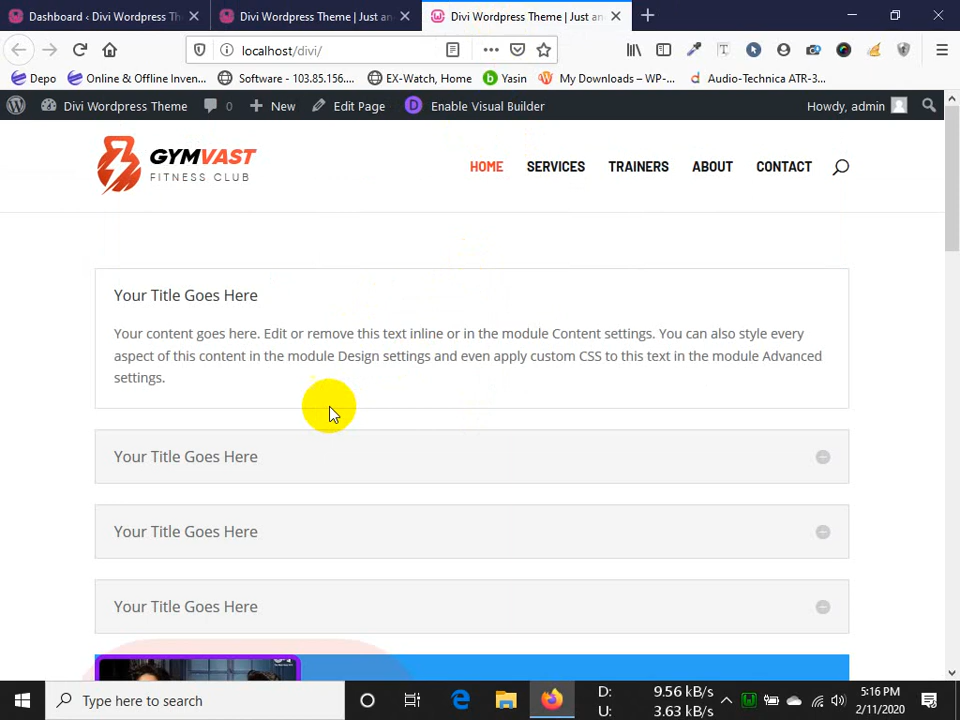 Dashboard ‹ Divi Wordpress Th
Divi Wordpress Theme | Just an
Divi Wordpress Theme | Just an
localhost/divi/
Depo
Online & Offline Inven...
Software - 103.85.156....
EX-Watch, Home
Yasin
My Downloads – WP-...
Audio-Technica ATR-3...
Divi Wordpress Theme
0
New
Edit Page
Enable Visual Builder
Howdy, admin
GYMVAST
FITNESS CLUB
HOME
SERVICES
TRAINERS
ABOUT
CONTACT
Your Title Goes Here
Your content goes here. Edit or remove this text inline or in the module Content settings. You can also style every
aspect of this content in the module Design settings and even apply custom CSS to this text in the module Advanced
settings.
Your Title Goes Here
Your Title Goes Here
Your Title Goes Here
Type here to search
D: 9.56 kB/s
U: 3.63 kB/s
5:16 PM
2/11/2020